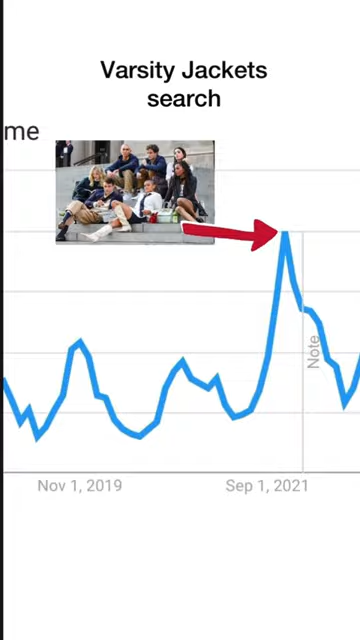 Varsity Jackets
search
me
Note
Nov 1, 2019
Sep 1, 2021